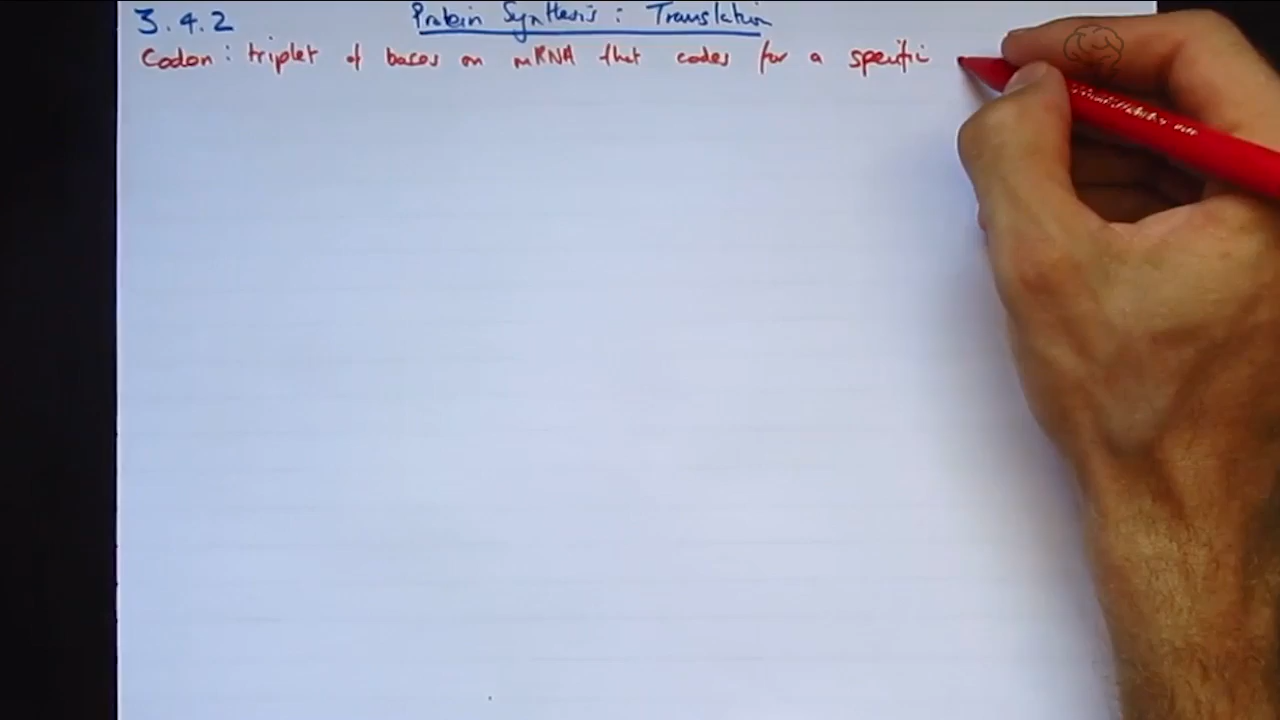 3.4.2 Protein Synthesis : Translation
Codon : triplet of bases on mRNA that codes for a specific